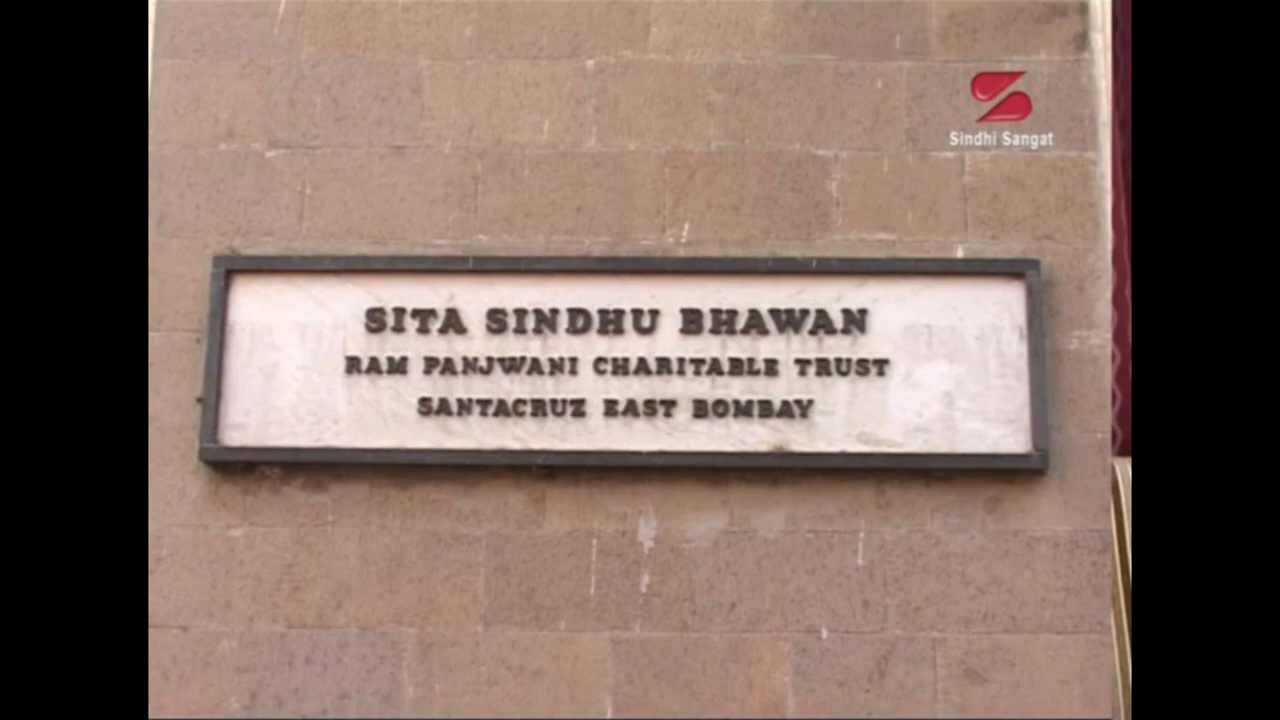 Sindhi Sangat
SITA SINDHU BHAWAN
RAM PANJWANI CHARITABLE TRUST
SANTACRUZ EAST BOMBAY